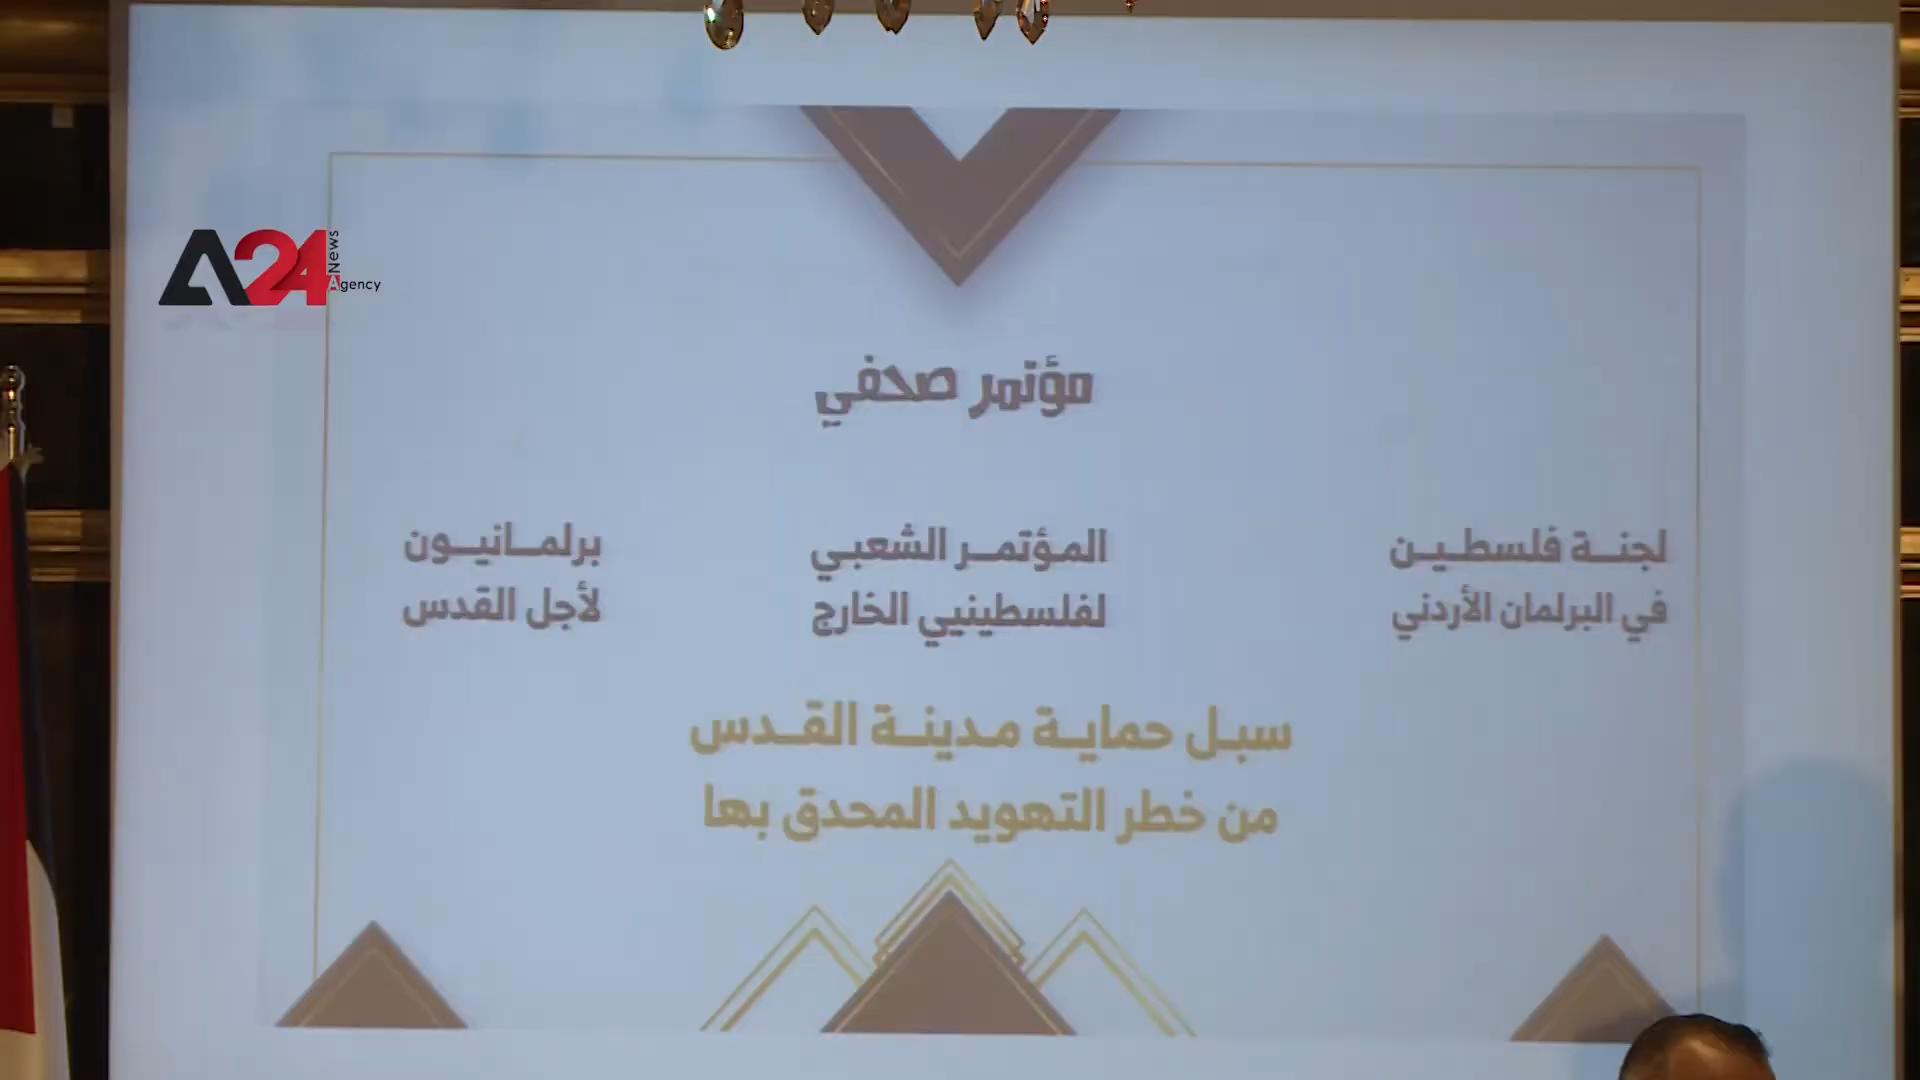 A24 News Agency
مؤتمر صحفي
لجنة فلسطين
في البرلمان الأردني
المؤتمر الشعبي
لفلسطينيي الخارج
برلمانيون
لأجل القدس
سبل حماية مدينة القدس
من خطر التهويد المحدق بها